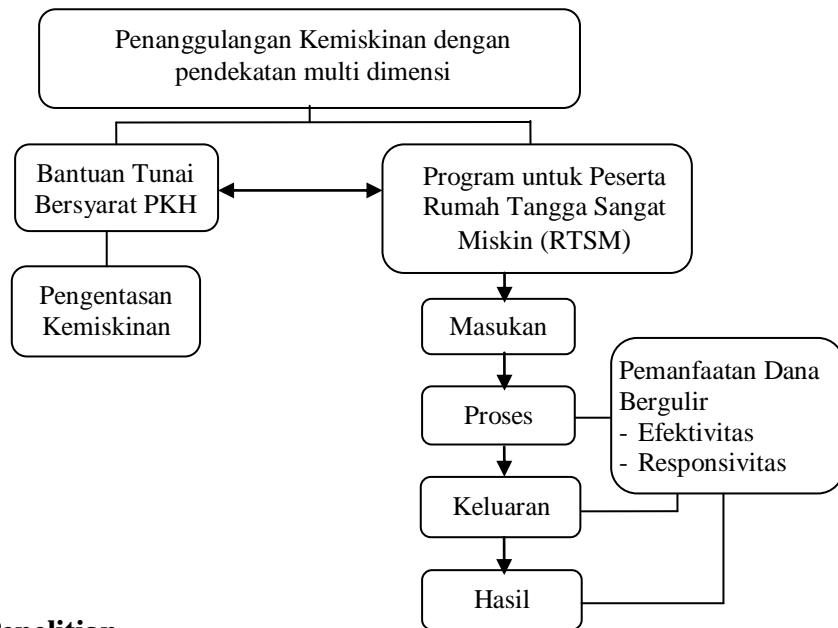 Penanggulangan Kemiskinan dengan
pendekatan multi dimensi
Bantuan Tunai
Bersyarat PKH
Program untuk Peserta
Rumah Tangga Sangat
Miskin (RTSM)
Pengentasan
Kemiskinan
Masukan
Proses
Pemanfaatan Dana
Bergulir
- Efektivitas
- Responsivitas
Keluaran
Hasil